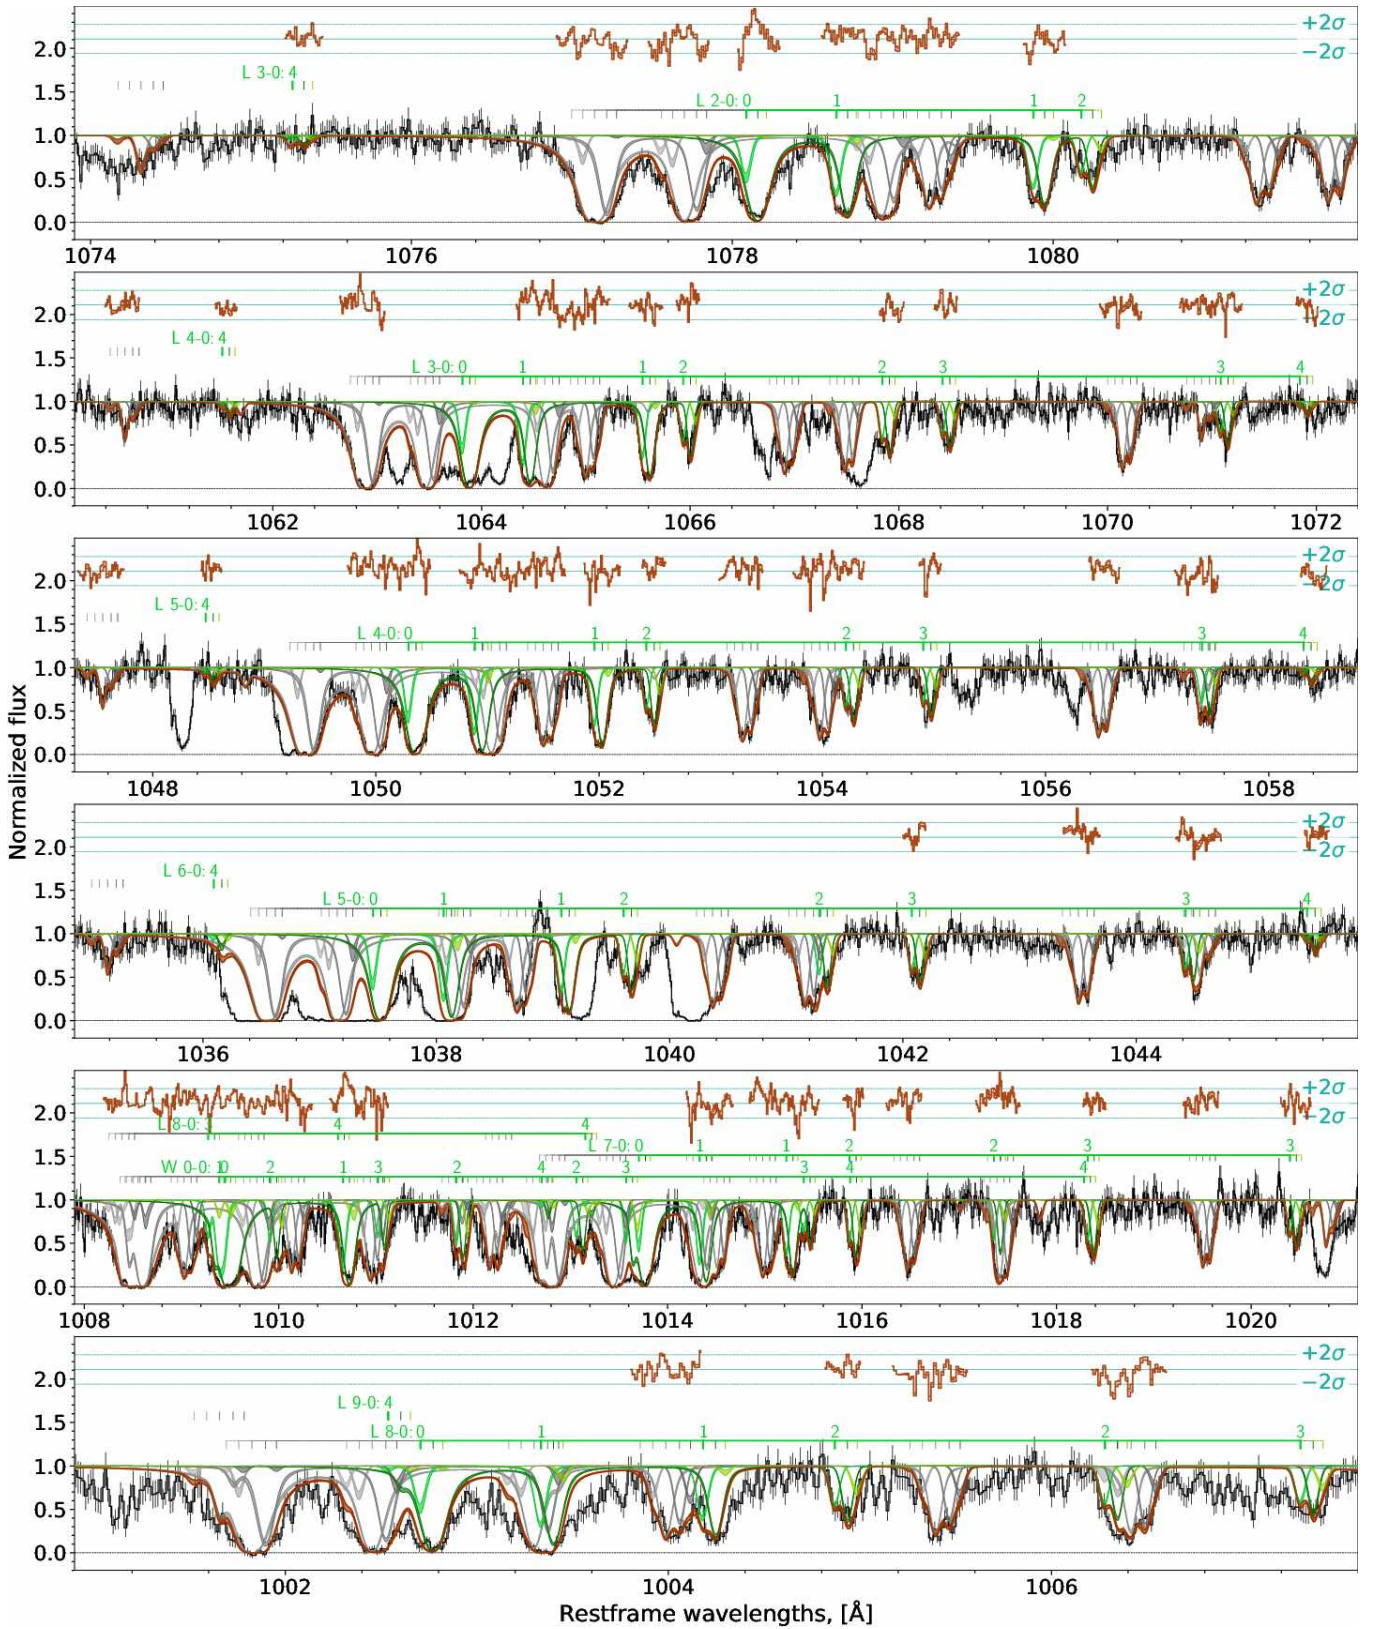 +2σ
2.0
−2σ
L 3-0: 4
1.5
L 2-0: 0 1 1 2
1.0
0.5
0.0
1074 1076 1078 1080
+2σ
2.0
−2σ
L 4-0: 4
1.5
L 3-0: 0 1 1 2 2 3 3 4
1.0
0.5
0.0
1062 1064 1066 1068 1070 1072
+2σ
2.0
−2σ
L 5-0: 4
1.5
L 4-0: 0 1 1 2 2 3 3 4
1.0
0.5
0.0
1048 1050 1052 1054 1056 1058
Normalized flux
+2σ
2.0
−2σ
L 6-0: 4
1.5
L 5-0: 0 1 1 2 2 3 3 4
1.0
0.5
0.0
1036 1038 1040 1042 1044
+2σ
2.0
−2σ
L 8-0: 3 4 4
L 7-0: 0 1 1 2 2 3 3
1.5
W 0-0: 1 0 2 1 3 2 4 2 3 3 4 4
1.0
0.5
0.0
1008 1010 1012 1014 1016 1018 1020
+2σ
2.0
−2σ
L 9-0: 4
1.5
L 8-0: 0 1 1 2 2 3
1.0
0.5
0.0
1002 1004 1006
Restframe wavelengths, [Å]